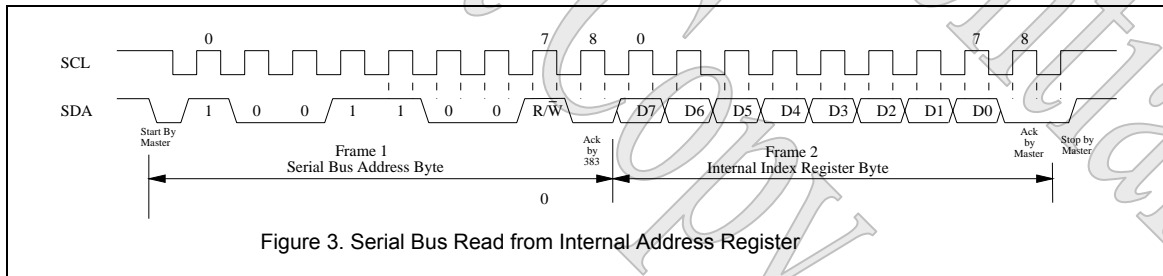 0 7 8 0 7 8
SCL
SDA 1 0 0 1 1 0 0 R/W D7 D6 D5 D4 D3 D2 D1 D0
Start By
Master
Ack
by
383
Ack
by
Master
Stop by
Master
Frame 1
Serial Bus Address Byte
Frame 2
Internal Index Register Byte
0
Figure 3. Serial Bus Read from Internal Address Register
Copy